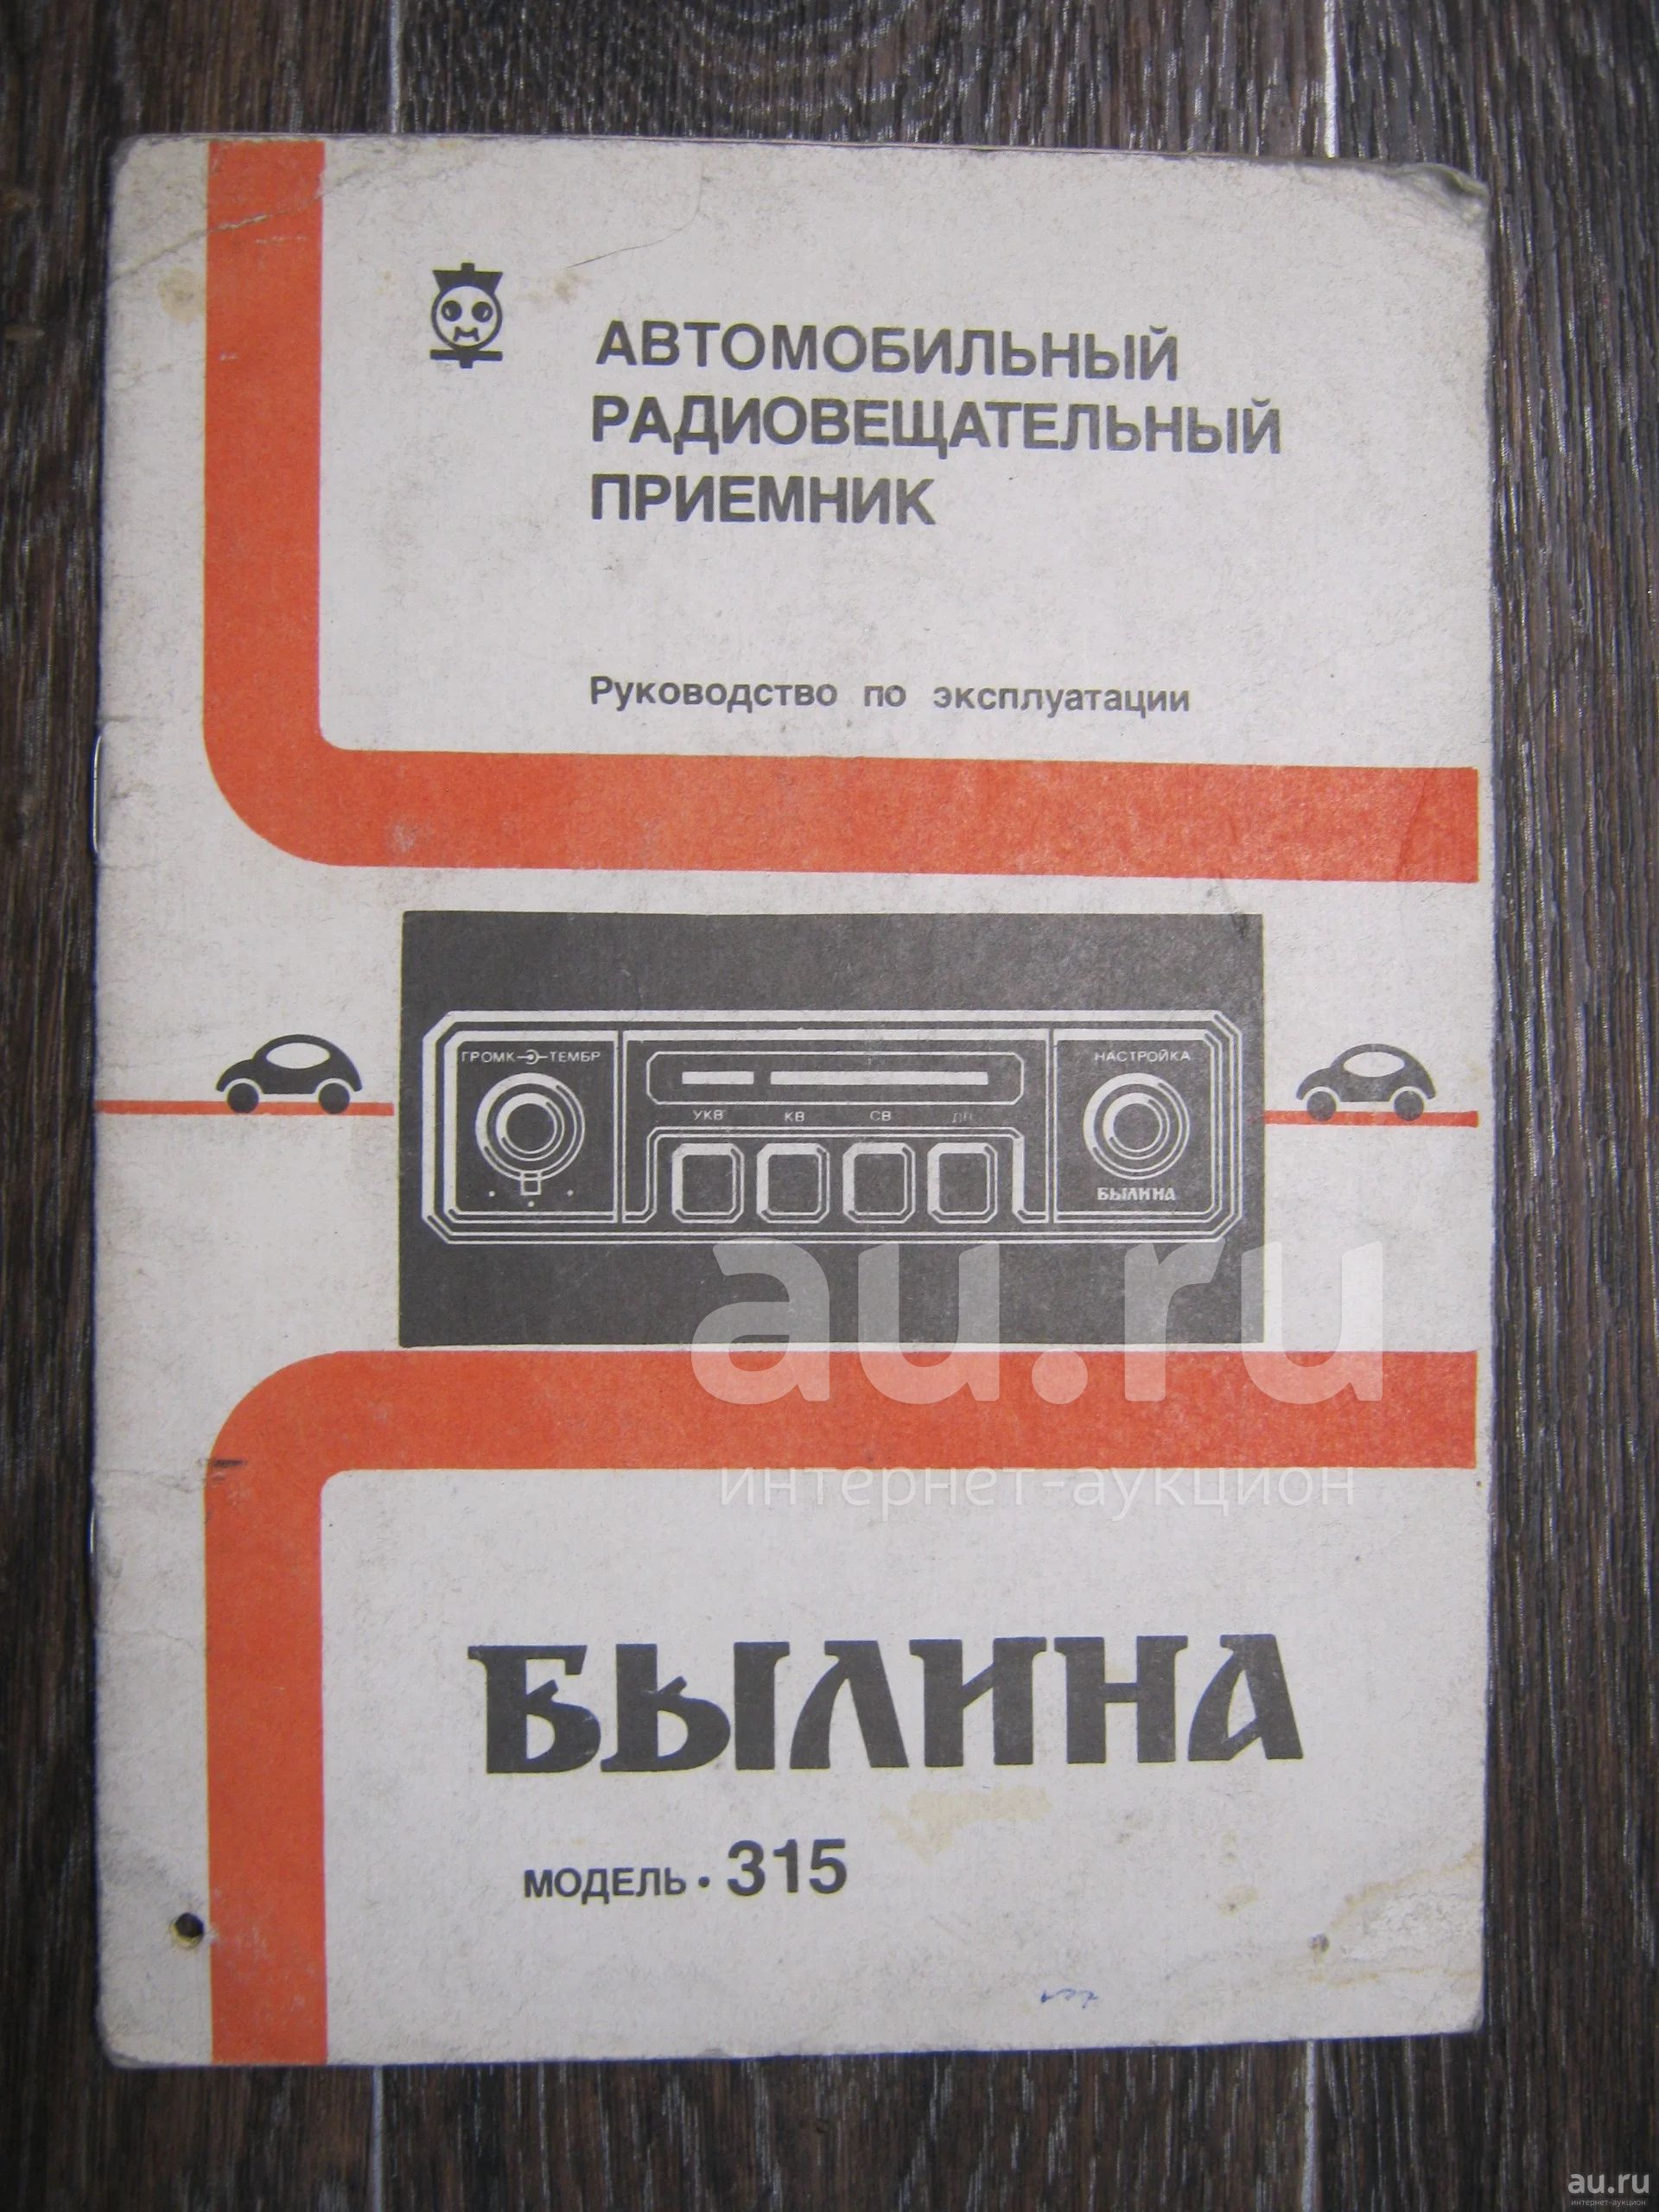 АВТОМОБИЛЬНЫЙ
РАДИОВЕЩАТЕЛЬНЫЙ
ПРИЕМНИК
Руководство по эксплуатации
ГРОМК ТЕМБР
НАСТРОЙКА
УКВ КВ СВ ДВ
БЫЛИНА
au.ru
интернет-аукцион
БЫЛИНА
МОДЕЛЬ · 315
au.ru
интернет-аукцион